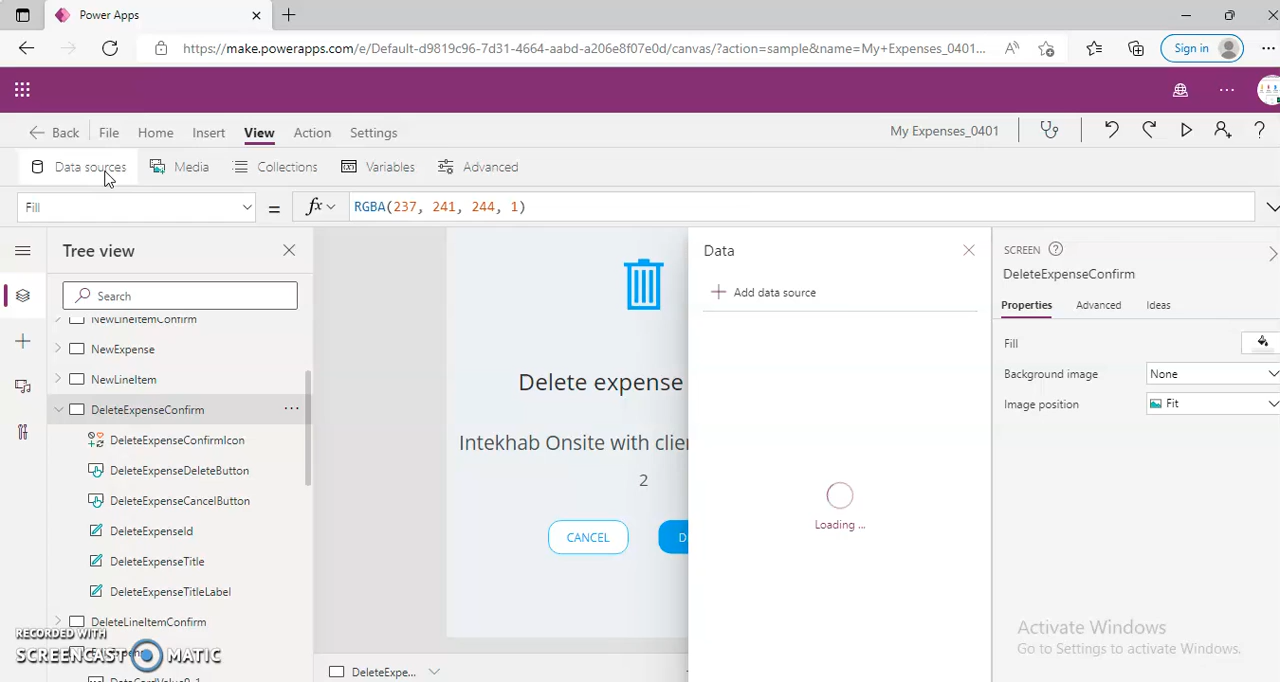 Power Apps
https://make.powerapps.com/e/Default-d9819c96-7d31-4664-aabd-a206e8f07e0d/canvas/?action=sample&name=My+Expenses_0401...
Sign in
Back File Home Insert View Action Settings
My Expenses_0401
Data sources Media Collections Variables Advanced
Fill = fx RGBA(237, 241, 244, 1)
Tree view
Search
NewLineItemConfirm
NewExpense
NewLineItem
DeleteExpenseConfirm
DeleteExpenseConfirmIcon
DeleteExpenseDeleteButton
DeleteExpenseCancelButton
DeleteExpenseId
DeleteExpenseTitle
DeleteExpenseTitleLabel
DeleteLineItemConfirm
RECORDED WITH
SCREENCAST MATIC
Delete expense
Intekhab Onsite with clie
2
CANCEL
D
DeleteExpe...
Data
Add data source
Loading ...
SCREEN
DeleteExpenseConfirm
Properties Advanced Ideas
Fill
Background image None
Image position Fit
Activate Windows
Go to Settings to activate Windows.